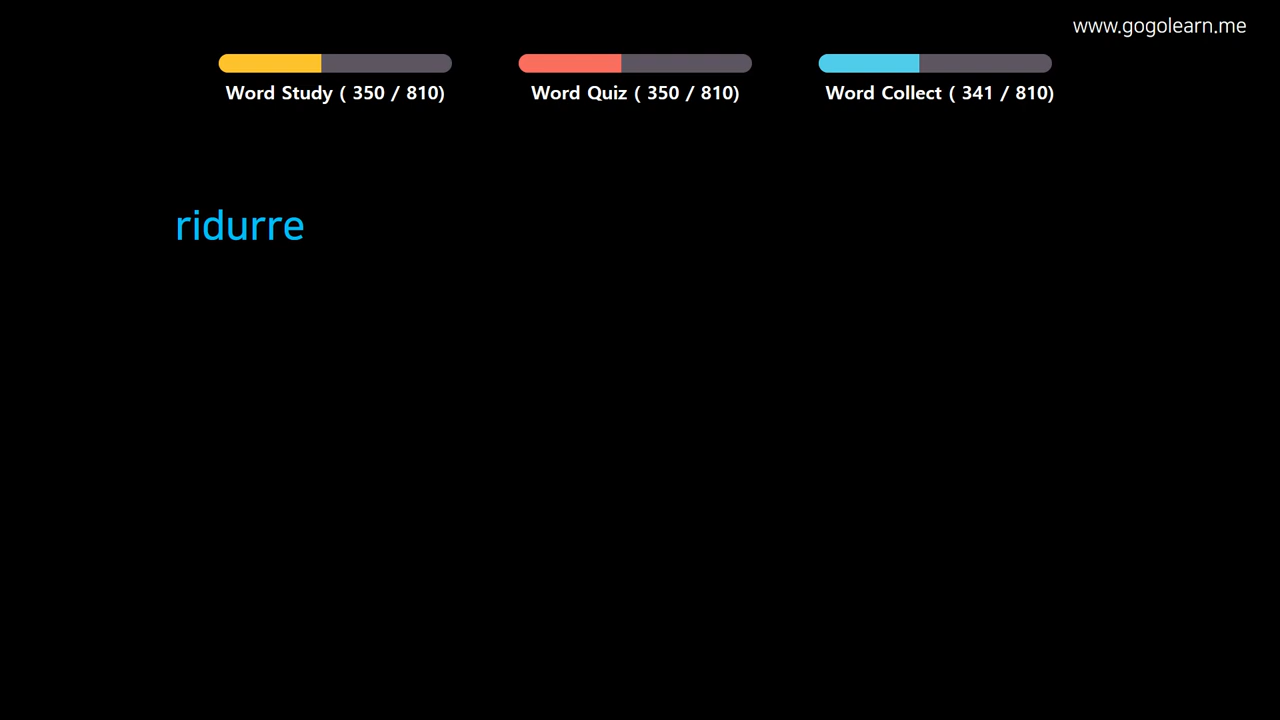 www.gogolearn.me
Word Study ( 350 / 810)
Word Quiz ( 350 / 810)
Word Collect ( 341 / 810)
ridurre